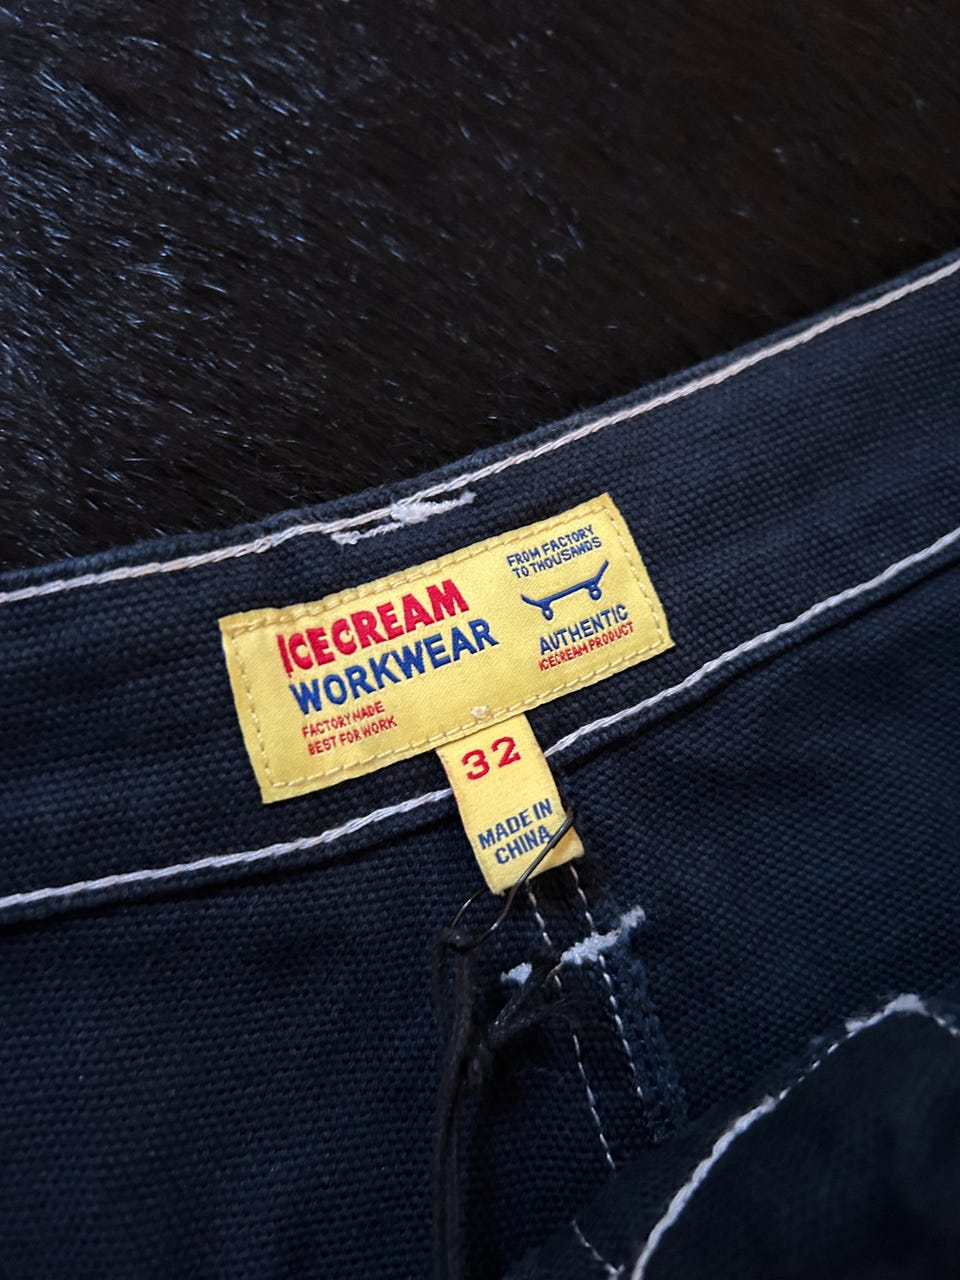 ICECREAM
WORKWEAR
FACTORY MADE
BEST FOR WORK
FROM FACTORY
TO THOUSANDS
AUTHENTIC
ICECREAM PRODUCT
32
MADE IN
CHINA